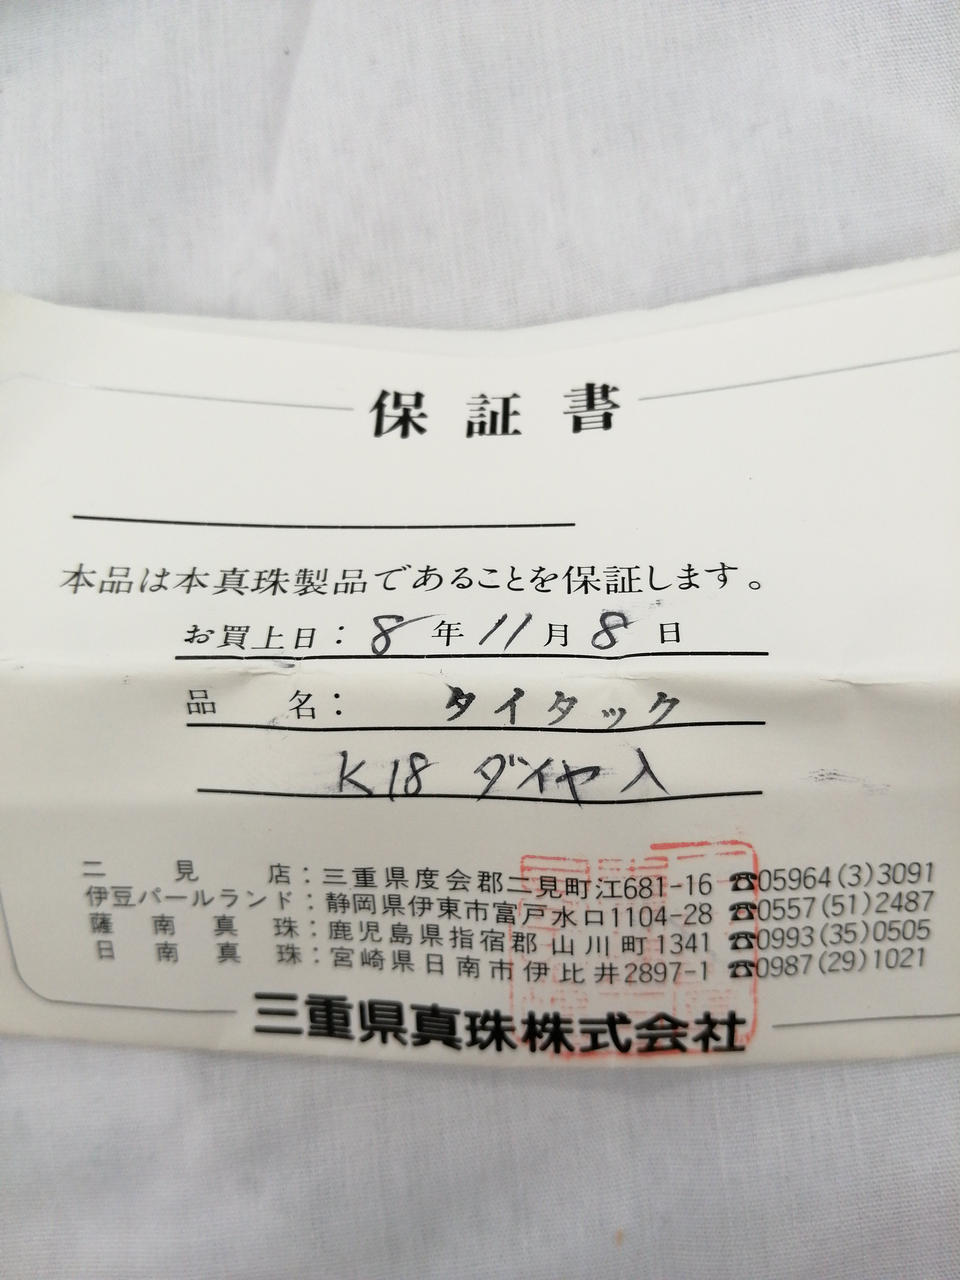 保証書
本品は本真珠製品であることを保証します。
お買上日：8年11月8日
品名：タイタック
K18 ダイヤ入
二見店：三重県度会郡二見町江681-16 ☎05964(3)3091
伊豆パールランド：静岡県伊東市富戸水口1104-28 ☎0557(51)2487
薩南真珠：鹿児島県指宿郡山川町1341 ☎0993(35)0505
日南真珠：宮崎県日南市伊比井2897-1 ☎0987(29)1021
三重県真珠株式会社